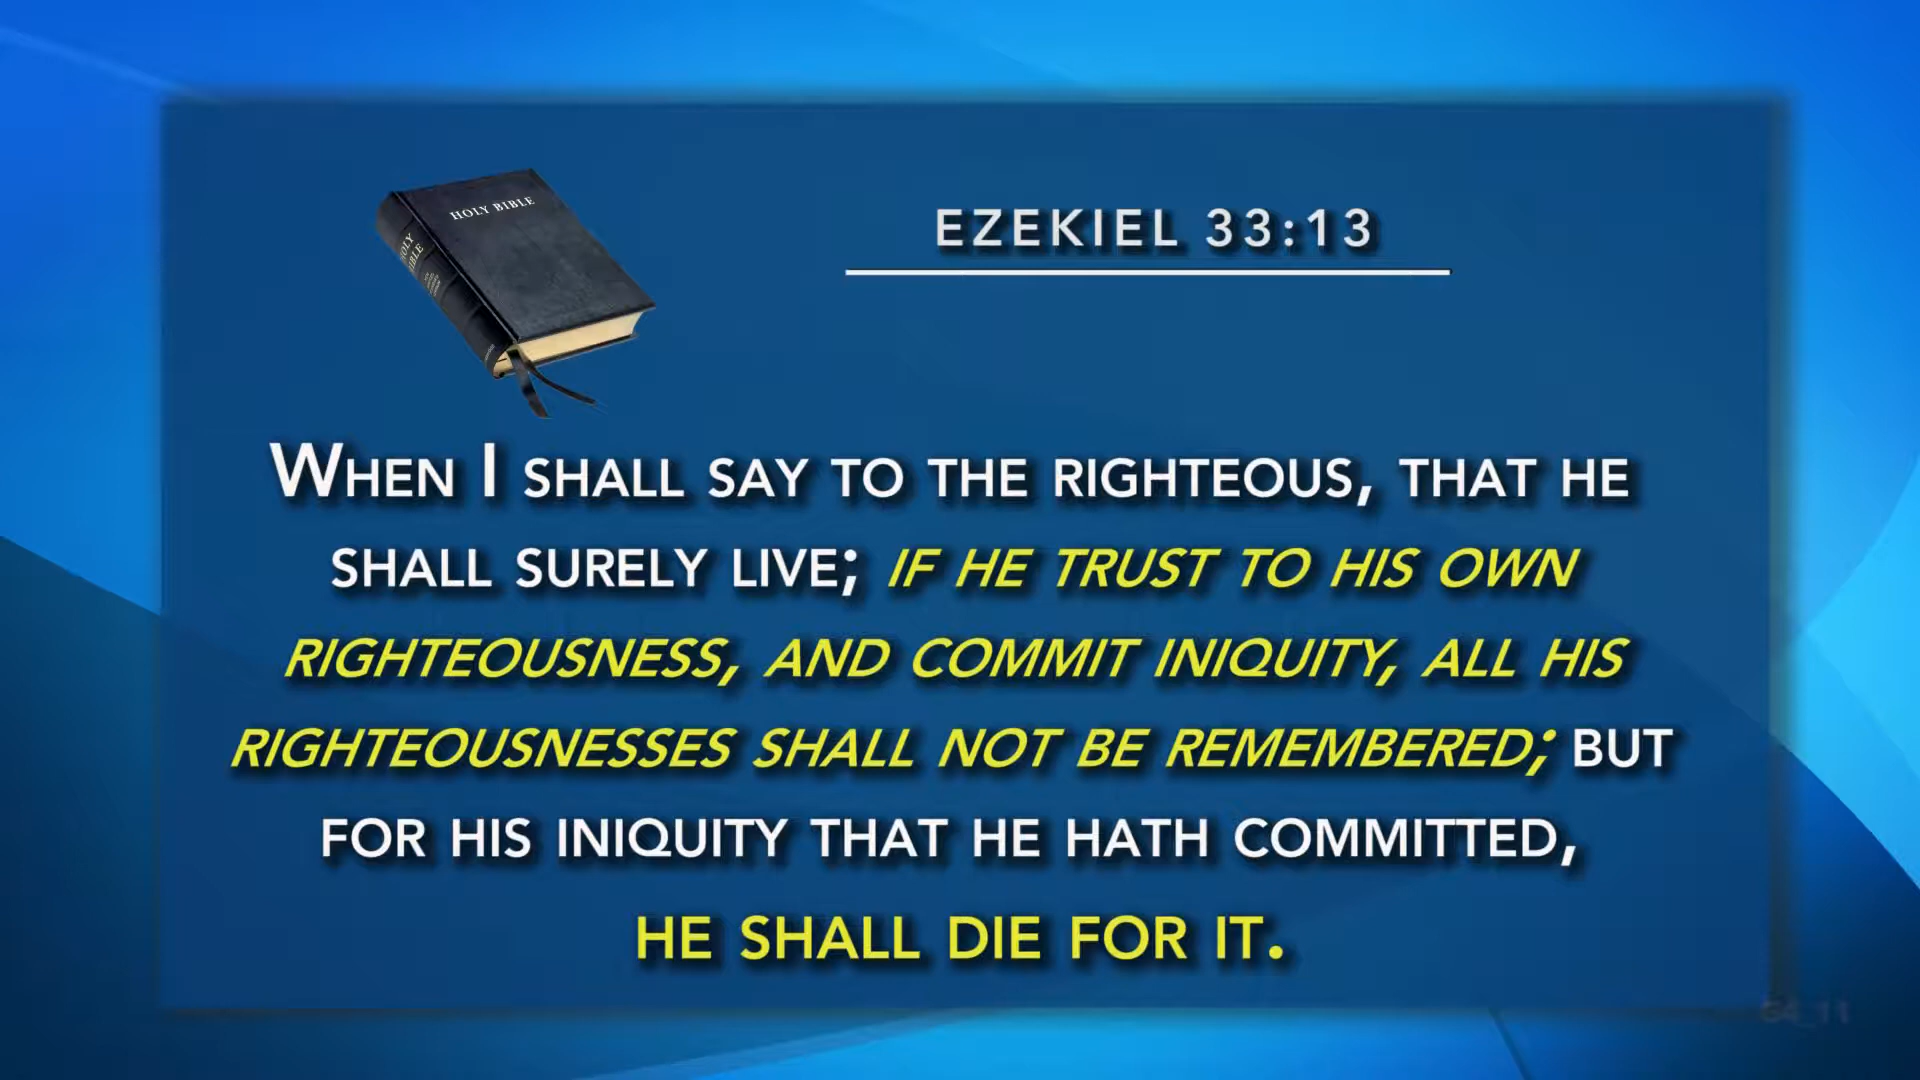 HOLY BIBLE
HOLY
BIBLE
EZEKIEL 33:13
WHEN I SHALL SAY TO THE RIGHTEOUS, THAT HE
SHALL SURELY LIVE; IF HE TRUST TO HIS OWN
RIGHTEOUSNESS, AND COMMIT INIQUITY, ALL HIS
RIGHTEOUSNESSES SHALL NOT BE REMEMBERED; BUT
FOR HIS INIQUITY THAT HE HATH COMMITTED,
HE SHALL DIE FOR IT.